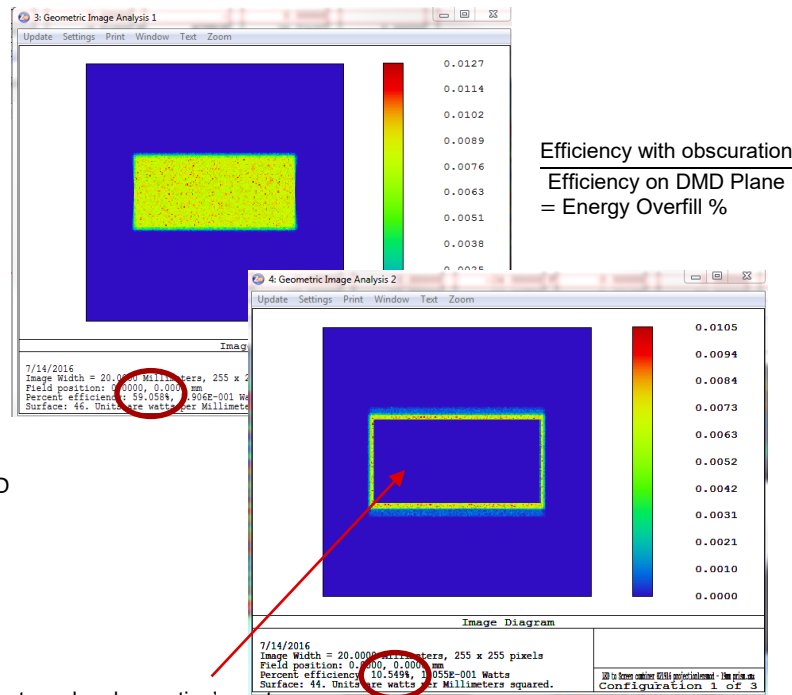 3: Geometric Image Analysis 1
Update Settings Print Window Text Zoom
0.0127
0.0114
0.0102
0.0089
0.0076
0.0063
0.0051
0.0038
7/14/2016
Image Width = 20.0000 Millimeters, 255 x
Field position: 0.0000, 0.0000 mm
Percent efficiency: 59.058%,
Surface: 46. Units are watts per
Efficiency with obscuration
Efficiency on DMD Plane
= Energy Overfill %
4: Geometric Image Analysis 2
Update Settings Print Window Text Zoom
0.0105
0.0094
0.0084
0.0073
0.0063
0.0052
0.0042
0.0031
0.0021
0.0010
0.0000
Image Diagram
7/14/2016
Image Width = 20.0000 Millimeters, 255 x 255 pixels
Field position: 0.0000, 0.0000 mm
Percent efficiency: 10.549%, 1.055E-001 Watts
Surface: 44. Units are watts per Millimeters squared.
Configuration 1 of 3